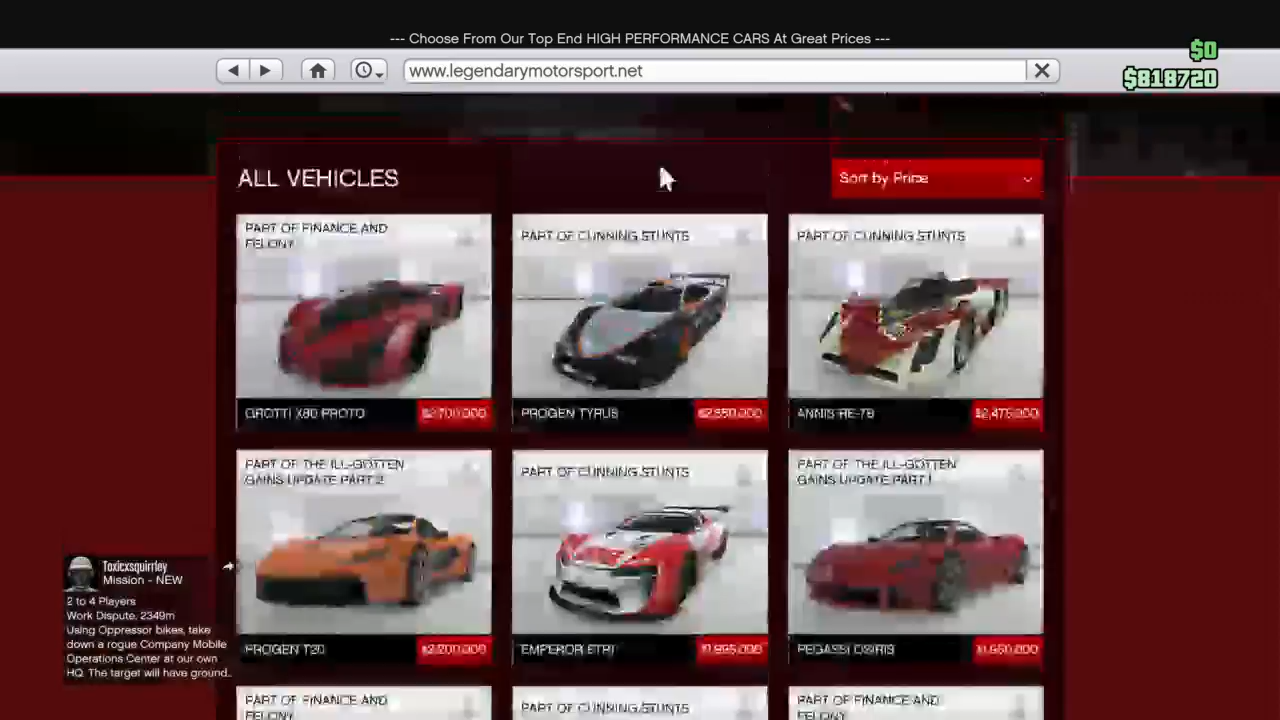 --- Choose From Our Top End HIGH PERFORMANCE CARS At Great Prices ---
$0
www.legendarymotorsport.net
$818720
ALL VEHICLES
Sort by Price
PART OF FINANCE AND
FELONY
PART OF CUNNING STUNTS
PART OF CUNNING STUNTS
GROTTI X80 PROTO
$2,700,000
PROGEN TYRUS
$2,550,000
ANNIS RE-7B
$2,475,000
PART OF THE ILL-GOTTEN
GAINS UPDATE PART 2
PART OF CUNNING STUNTS
PART OF THE ILL-GOTTEN
GAINS UPDATE PART I
PROGEN T20
$2,200,000
EMPEROR ETR1
$1,995,000
PEGASSI OSIRIS
$1,950,000
Toxicxsquirrley
Mission - NEW
2 to 4 Players
Work Dispute, 2349m
Using Oppressor bikes, take
down a rogue Company Mobile
Operations Center at our own
HQ. The target will have ground..
PART OF FINANCE AND
FELONY
PART OF CUNNING STUNTS
PART OF FINANCE AND
FELONY